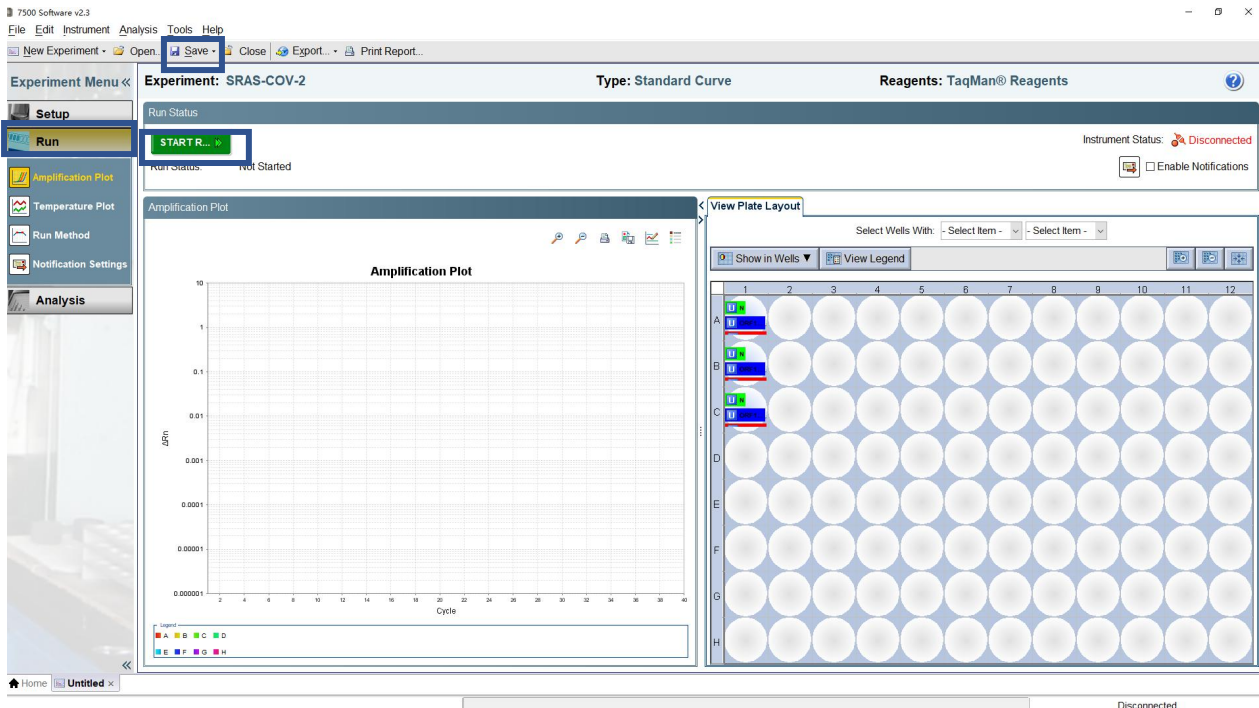 7500 Software v2.3
File Edit Instrument Analysis Tools Help
New Experiment Open... Save Close Export... Print Report...
Experiment Menu «
Experiment: SRAS-COV-2 Type: Standard Curve Reagents: TaqMan® Reagents
Setup
Run
Amplification Plot
Temperature Plot
Run Method
Notification Settings
Analysis
Run Status
START R... »
Instrument Status: Disconnected
Run Status: Not Started
Enable Notifications
Amplification Plot
Amplification Plot
10
1
0.1
0.01
0.001
0.0001
0.00001
0.000001
ΔRn
2 4 6 8 10 12 14 16 18 20 22 24 26 28 30 32 34 36 38 40
Cycle
Legend
A B C D
E F G H
View Plate Layout
Select Wells With: - Select Item - - Select Item -
Show in Wells ▼ View Legend
1 2 3 4 5 6 7 8 9 10 11 12
A U N
U
B U N
U
C U N
U
D
E
F
G
H
«
Home Untitled ×
Disconnected